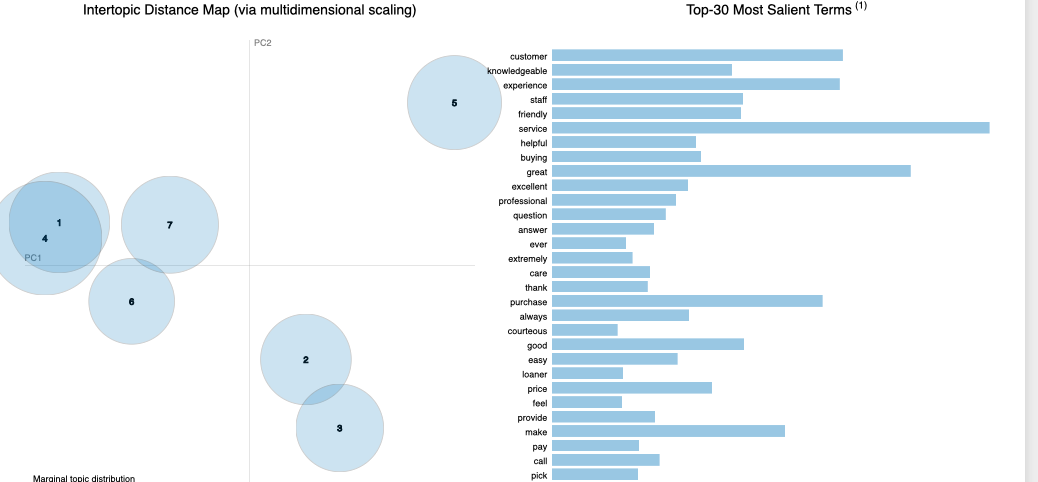 Intertopic Distance Map (via multidimensional scaling)
Top-30 Most Salient Terms (1)
PC2
PC1
5
1
4
7
6
2
3
customer
knowledgeable
experience
staff
friendly
service
helpful
buying
great
excellent
professional
question
answer
ever
extremely
care
thank
purchase
always
courteous
good
easy
loaner
price
feel
provide
make
pay
call
pick
Marginal topic distribution